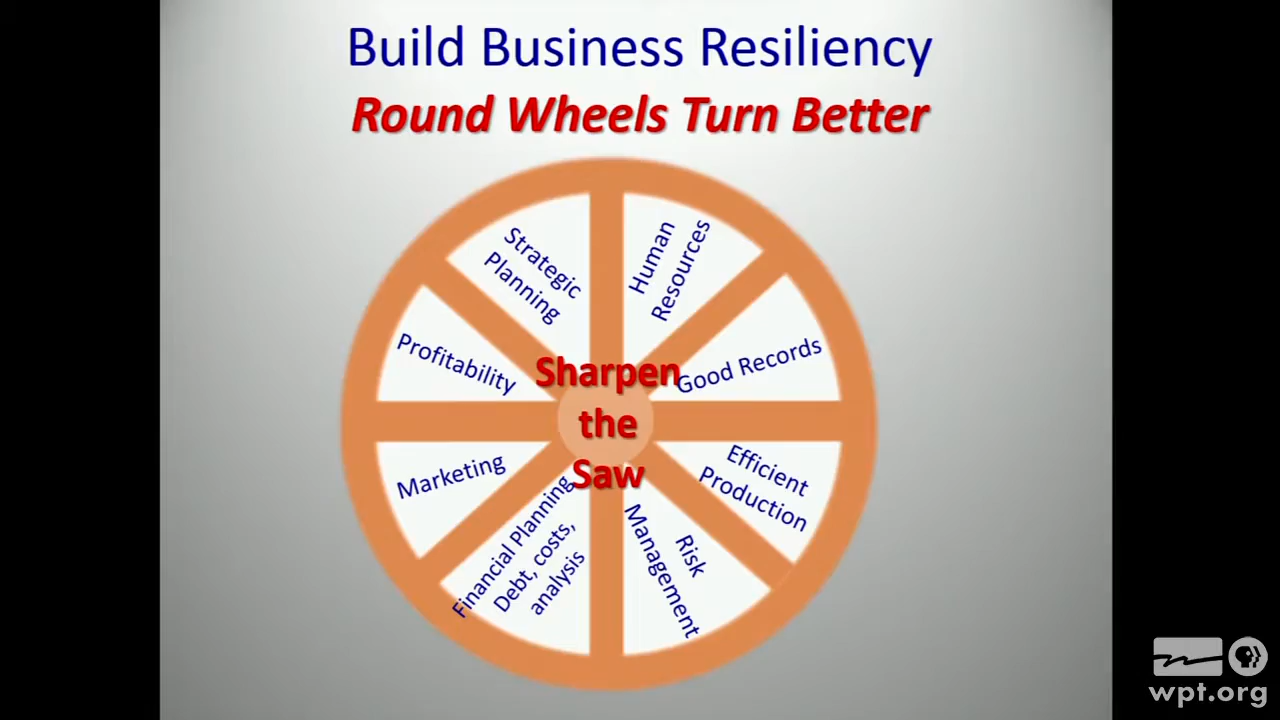 Build Business Resiliency
Round Wheels Turn Better
Strategic
Planning
Human
Resources
Profitability
Good Records
Sharpen
the
Saw
Marketing
Efficient
Production
Financial Planning
Debt, costs,
analysis
Risk
Management
wpt.org